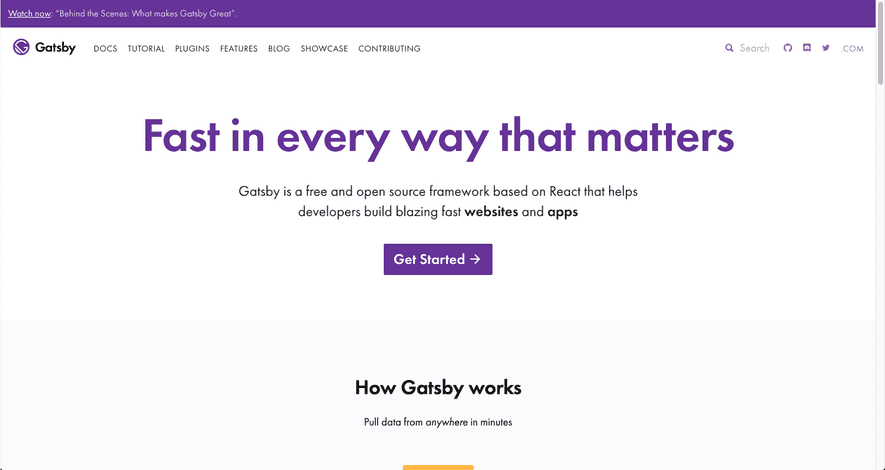 Watch now: "Behind the Scenes: What makes Gatsby Great".
Gatsby DOCS TUTORIAL PLUGINS FEATURES BLOG SHOWCASE CONTRIBUTING Search .COM
Fast in every way that matters
Gatsby is a free and open source framework based on React that helps
developers build blazing fast websites and apps
Get Started →
How Gatsby works
Pull data from anywhere in minutes